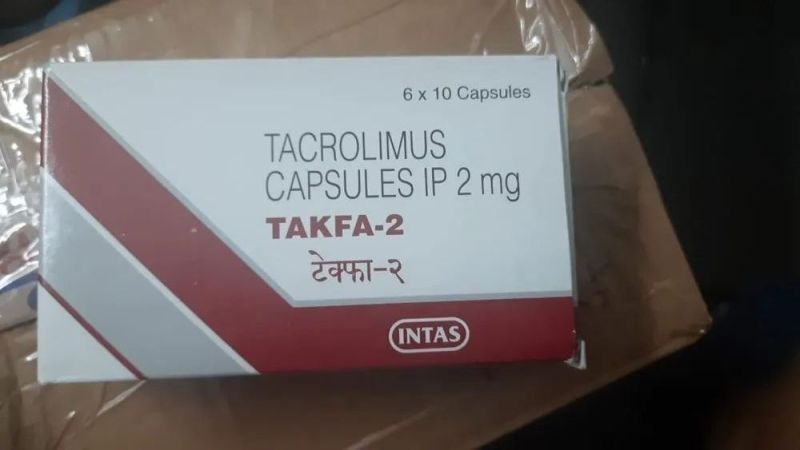 6 x 10 Capsules
TACROLIMUS
CAPSULES IP 2 mg
TAKFA-2
टेक्फा-२
INTAS